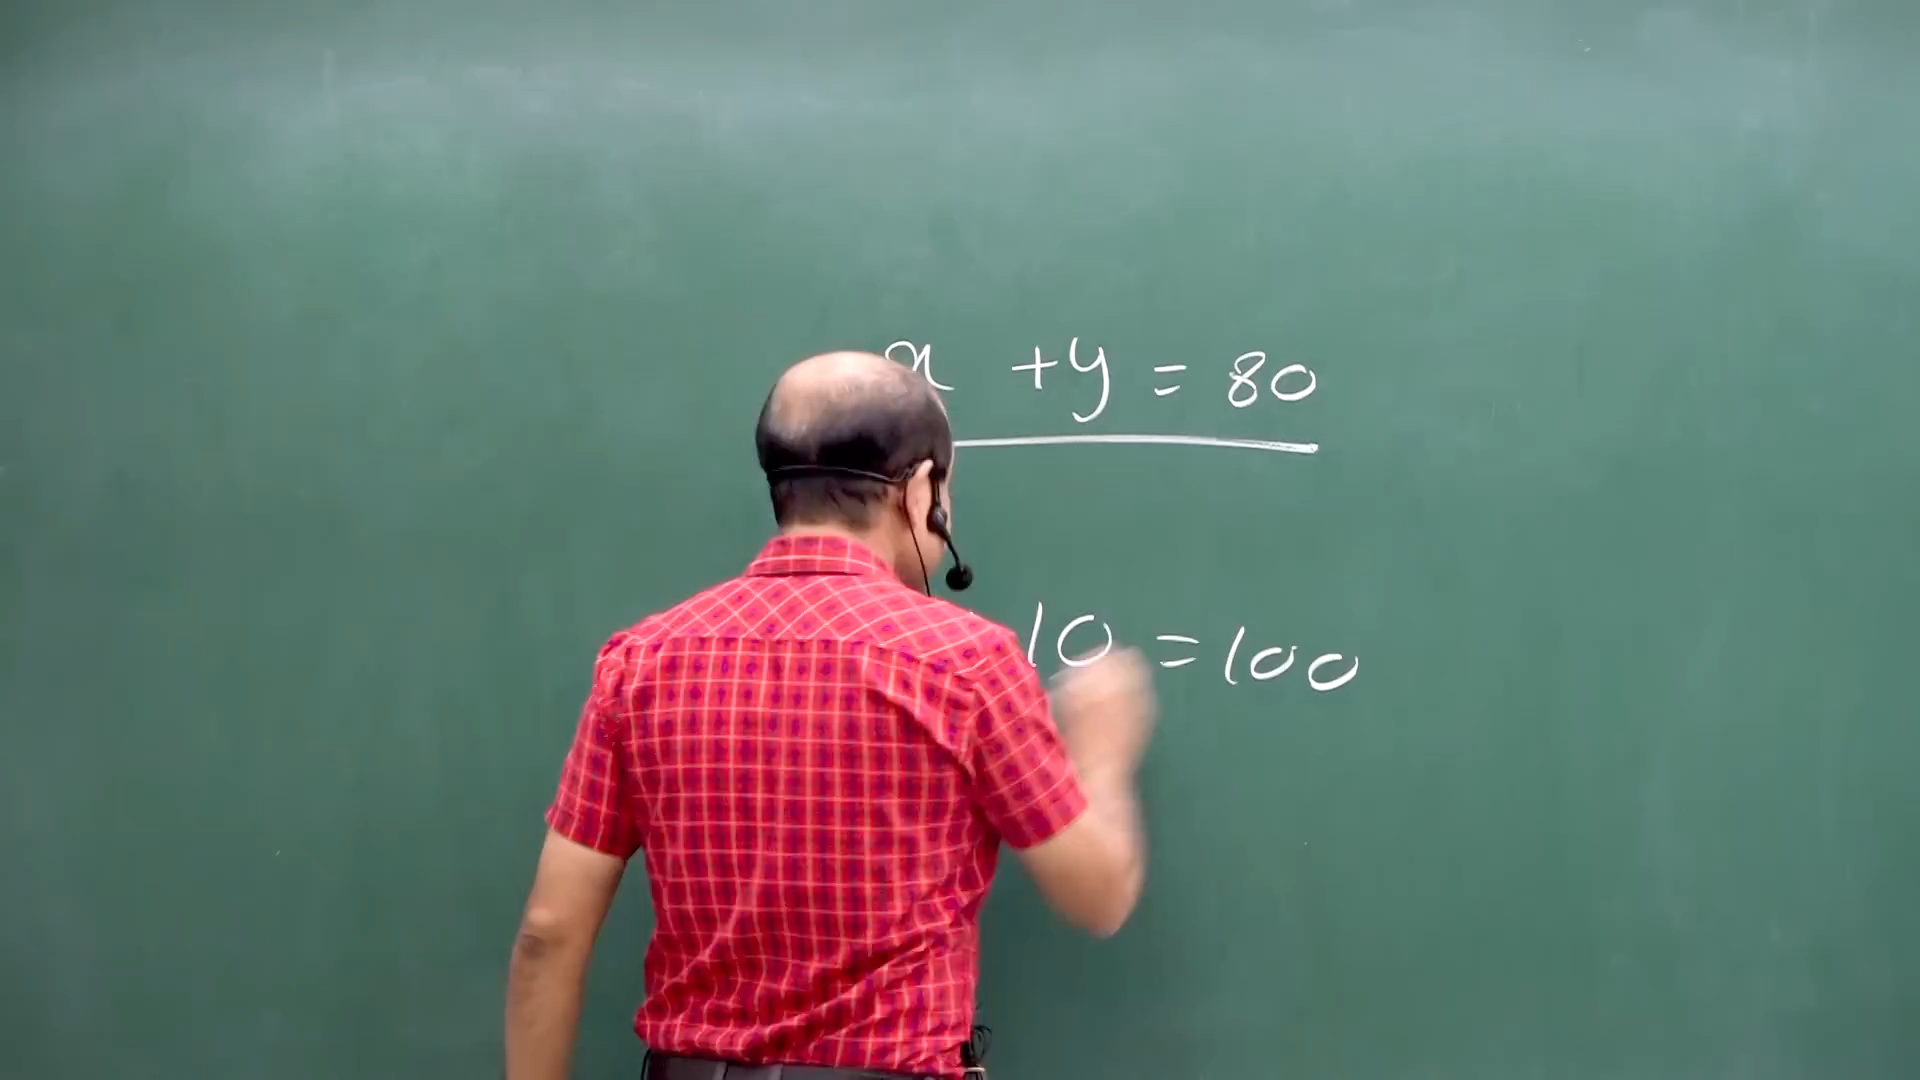 x +y = 80
10 = 100